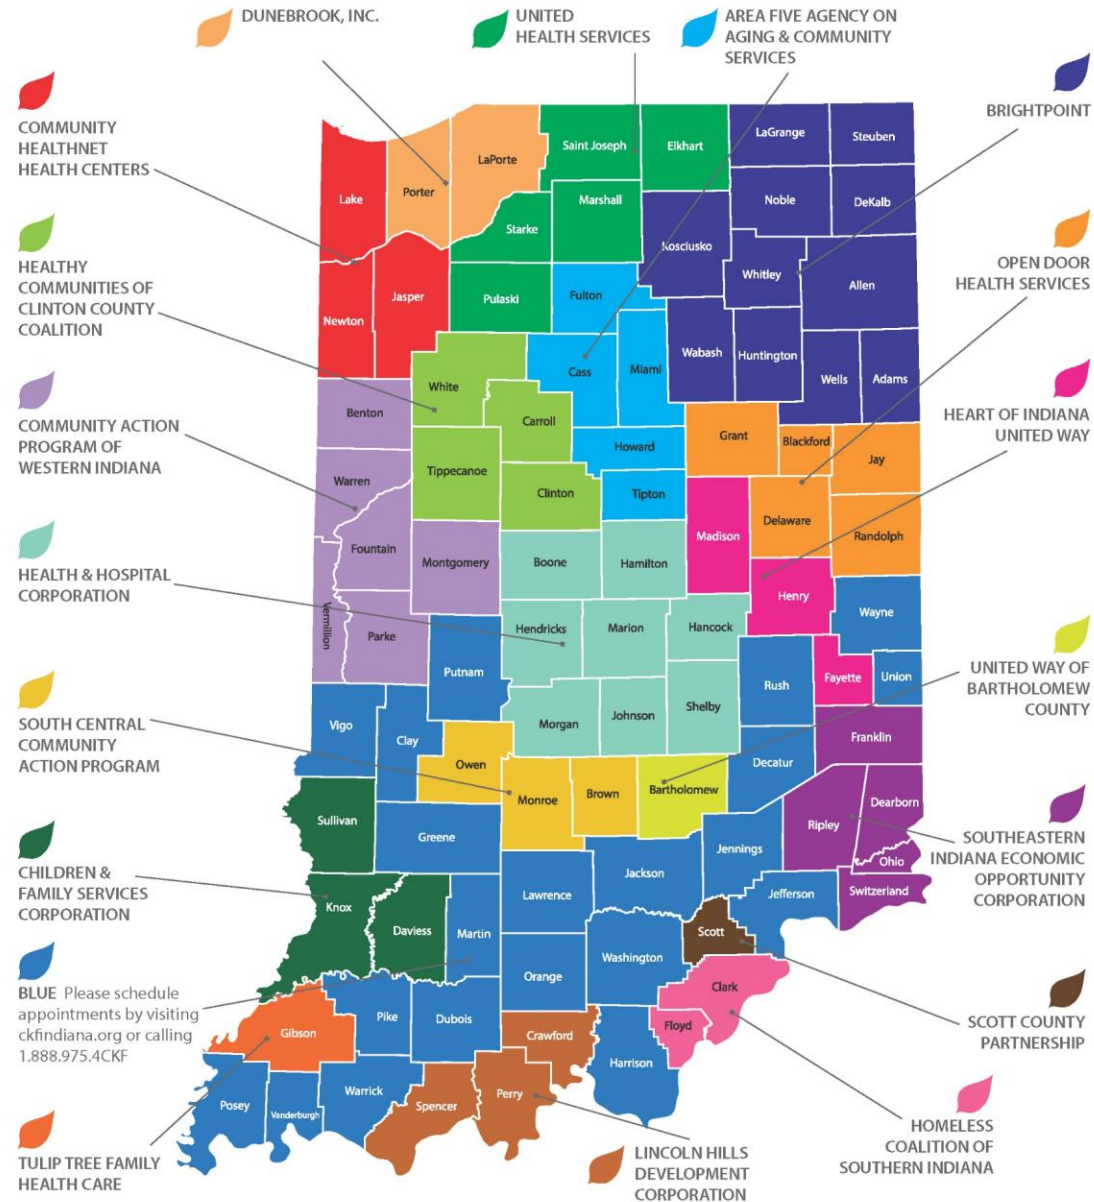 DUNEBROOK, INC.
UNITED
HEALTH SERVICES
AREA FIVE AGENCY ON
AGING & COMMUNITY
SERVICES
COMMUNITY
HEALTHNET
HEALTH CENTERS
HEALTHY
COMMUNITIES OF
CLINTON COUNTY
COALITION
COMMUNITY ACTION
PROGRAM OF
WESTERN INDIANA
HEALTH & HOSPITAL
CORPORATION
SOUTH CENTRAL
COMMUNITY
ACTION PROGRAM
CHILDREN &
FAMILY SERVICES
CORPORATION
BLUE Please schedule
appointments by visiting
ckfindiana.org or calling
1.888.975.4CKF
TULIP TREE FAMILY
HEALTH CARE
BRIGHTPOINT
OPEN DOOR
HEALTH SERVICES
HEART OF INDIANA
UNITED WAY
UNITED WAY OF
BARTHOLOMEW
COUNTY
SOUTHEASTERN
INDIANA ECONOMIC
OPPORTUNITY
CORPORATION
SCOTT COUNTY
PARTNERSHIP
HOMELESS
COALITION OF
SOUTHERN INDIANA
LINCOLN HILLS
DEVELOPMENT
CORPORATION
Lake
Porter
LaPorte
Saint Joseph
Elkhart
LaGrange
Steuben
Noble
DeKalb
Starke
Marshall
Kosciusko
Whitley
Allen
Newton
Jasper
Pulaski
Fulton
Wabash
Huntington
Wells
Adams
White
Cass
Miami
Benton
Carroll
Grant
Blackford
Jay
Howard
Warren
Tippecanoe
Clinton
Tipton
Madison
Delaware
Randolph
Fountain
Montgomery
Boone
Hamilton
Henry
Wayne
Vermillion
Parke
Putnam
Hendricks
Marion
Hancock
Rush
Fayette
Union
Vigo
Clay
Morgan
Johnson
Shelby
Franklin
Owen
Monroe
Brown
Bartholomew
Decatur
Dearborn
Ripley
Ohio
Switzerland
Sullivan
Greene
Jackson
Jennings
Jefferson
Knox
Daviess
Martin
Lawrence
Washington
Scott
Orange
Clark
Floyd
Gibson
Pike
Dubois
Crawford
Harrison
Posey
Vanderburgh
Warrick
Spencer
Perry